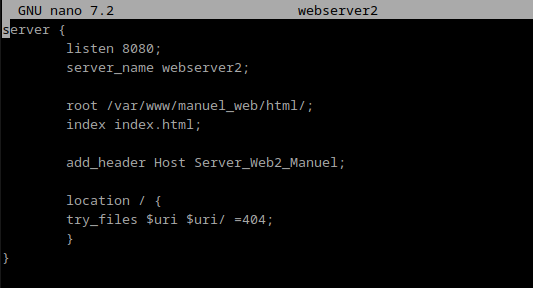 GNU nano 7.2 webserver2
server {
listen 8080;
server_name webserver2;
root /var/www/manuel_web/html/;
index index.html;
add_header Host Server_Web2_Manuel;
location / {
try_files $uri $uri/ =404;
}
}